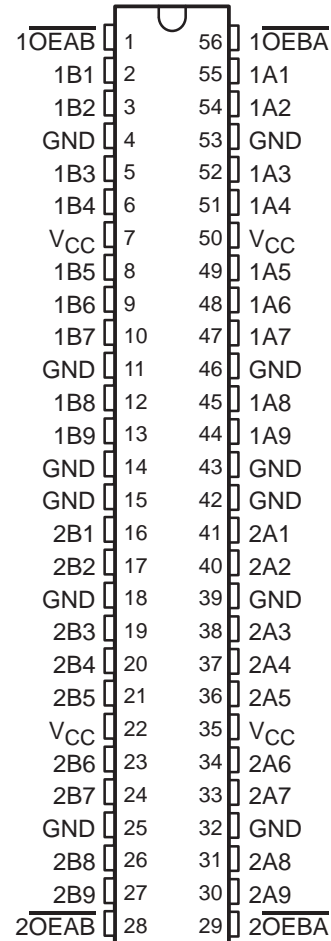 1O̅E̅A̅B̅ 1 56 1O̅E̅B̅A̅
1B1 2 55 1A1
1B2 3 54 1A2
GND 4 53 GND
1B3 5 52 1A3
1B4 6 51 1A4
VCC 7 50 VCC
1B5 8 49 1A5
1B6 9 48 1A6
1B7 10 47 1A7
GND 11 46 GND
1B8 12 45 1A8
1B9 13 44 1A9
GND 14 43 GND
GND 15 42 GND
2B1 16 41 2A1
2B2 17 40 2A2
GND 18 39 GND
2B3 19 38 2A3
2B4 20 37 2A4
2B5 21 36 2A5
VCC 22 35 VCC
2B6 23 34 2A6
2B7 24 33 2A7
GND 25 32 GND
2B8 26 31 2A8
2B9 27 30 2A9
2O̅E̅A̅B̅ 28 29 2O̅E̅B̅A̅